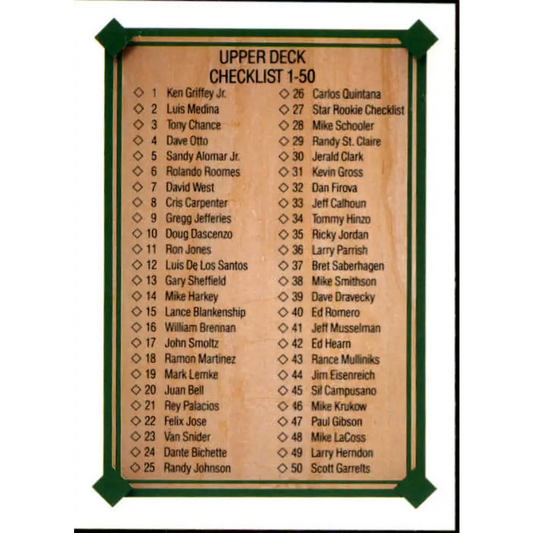 UPPER DECK
CHECKLIST 1-50
◇ 1 Ken Griffey Jr.
◇ 2 Luis Medina
◇ 3 Tony Chance
◇ 4 Dave Otto
◇ 5 Sandy Alomar Jr.
◇ 6 Rolando Roomes
◇ 7 David West
◇ 8 Cris Carpenter
◇ 9 Gregg Jefferies
◇ 10 Doug Dascenzo
◇ 11 Ron Jones
◇ 12 Luis De Los Santos
◇ 13 Gary Sheffield
◇ 14 Mike Harkey
◇ 15 Lance Blankenship
◇ 16 William Brennan
◇ 17 John Smoltz
◇ 18 Ramon Martinez
◇ 19 Mark Lemke
◇ 20 Juan Bell
◇ 21 Rey Palacios
◇ 22 Felix Jose
◇ 23 Van Snider
◇ 24 Dante Bichette
◇ 25 Randy Johnson
◇ 26 Carlos Quintana
◇ 27 Star Rookie Checklist
◇ 28 Mike Schooler
◇ 29 Randy St. Claire
◇ 30 Jerald Clark
◇ 31 Kevin Gross
◇ 32 Dan Firova
◇ 33 Jeff Calhoun
◇ 34 Tommy Hinzo
◇ 35 Ricky Jordan
◇ 36 Larry Parrish
◇ 37 Bret Saberhagen
◇ 38 Mike Smithson
◇ 39 Dave Dravecky
◇ 40 Ed Romero
◇ 41 Jeff Musselman
◇ 42 Ed Hearn
◇ 43 Rance Mulliniks
◇ 44 Jim Eisenreich
◇ 45 Sil Campusano
◇ 46 Mike Krukow
◇ 47 Paul Gibson
◇ 48 Mike LaCoss
◇ 49 Larry Herndon
◇ 50 Scott Garrelts